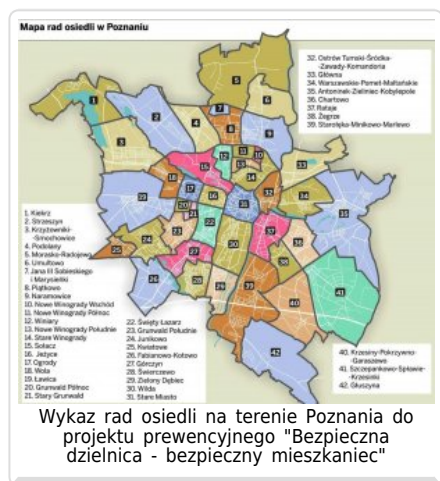 Mapa rad osiedli w Poznaniu
32. Ostrów Tumski-Śródka-
-Zawady-Komandoria
33. Główna
34. Warszawskie-Pomet-Maltańskie
35. Antoninek-Zieliniec-Kobylepole
36. Chartowo
37. Rataje
38. Żegrze
39. Starołęka-Minikowo-Marlewo
1. Kiekrz
2. Strzeszyn
3. Krzyżowniki-
-Smochowice
4. Podolany
5. Morasko-Radojewo
6. Umultowo
7. Jana III Sobieskiego
i Marysieńki
8. Piątkowo
9. Naramowice
10. Nowe Winogrady Wschód
11. Nowe Winogrady Północ
12. Winiary
13. Nowe Winogrady Południe
14. Stare Winogrady
15. Sołacz
16. Jeżyce
17. Ogrody
18. Wola
19. Ławica
20. Grunwald Północ
21. Stary Grunwald
22. Święty Łazarz
23. Grunwald Południe
24. Junikowo
25. Kwiatowe
26. Fabianowo-Kotowo
27. Górczyn
28. Świerczewo
29. Zielony Dębiec
30. Wilda
31. Stare Miasto
40. Krzesiny-Pokrzywno-
-Garaszewo
41. Szczepankowo-Spławie-
-Krzesinki
42. Głuszyna
Wykaz rad osiedli na terenie Poznania do
projektu prewencyjnego "Bezpieczna
dzielnica - bezpieczny mieszkaniec"